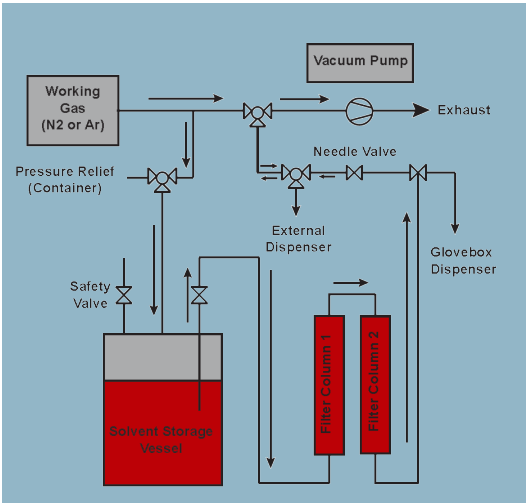 Vacuum Pump
Working
Gas
(N2 or Ar)
Exhaust
Needle Valve
Pressure Relief
(Container)
External
Dispenser
Glovebox
Dispenser
Safety
Valve
Filter Column 1
Filter Column 2
Solvent Storage
Vessel